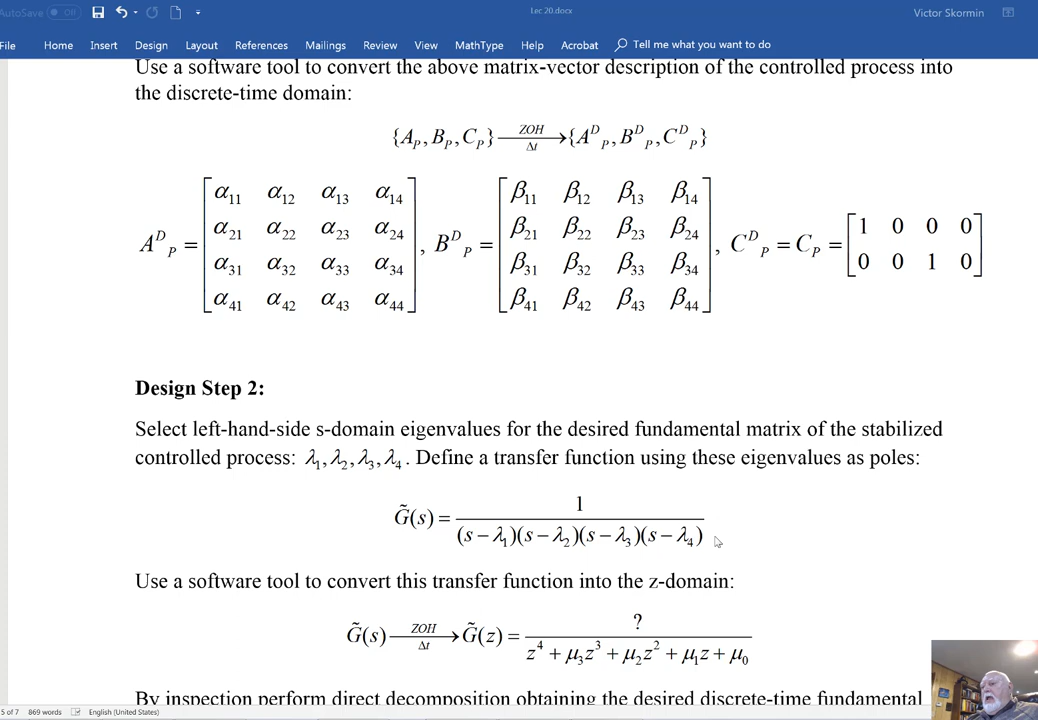 AutoSave Off
Lec 20.docx
Victor Skormin
File Home Insert Design Layout References Mailings Review View MathType Help Acrobat Tell me what you want to do
Use a software tool to convert the above matrix-vector description of the controlled process into
the discrete-time domain:
{A_P, B_P, C_P} —ZOH/Δt→ {A^D_P, B^D_P, C^D_P}
A^D_P = [α11 α12 α13 α14; α21 α22 α23 α24; α31 α32 α33 α34; α41 α42 α43 α44], B^D_P = [β11 β12 β13 β14; β21 β22 β23 β24; β31 β32 β33 β34; β41 β42 β43 β44], C^D_P = C_P = [1 0 0 0; 0 0 1 0]
Design Step 2:
Select left-hand-side s-domain eigenvalues for the desired fundamental matrix of the stabilized
controlled process: λ1, λ2, λ3, λ4. Define a transfer function using these eigenvalues as poles:
G̃(s) = 1 / (s − λ1)(s − λ2)(s − λ3)(s − λ4)
Use a software tool to convert this transfer function into the z-domain:
G̃(s) —ZOH/Δt→ G̃(z) = ? / z^4 + μ3z^3 + μ2z^2 + μ1z + μ0
By inspection perform direct decomposition obtaining the desired discrete-time fundamental
5 of 7 869 words English (United States)